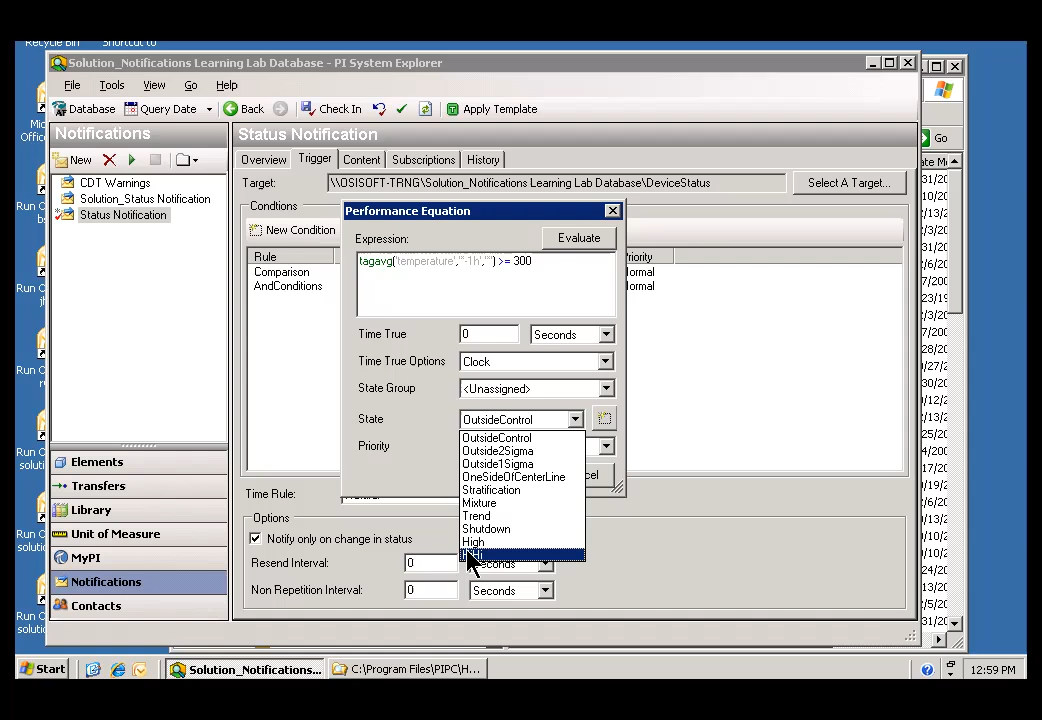 Recycle Bin
Shortcut to
Solution_Notifications Learning Lab Database - PI System Explorer
File Tools View Go Help
Database Query Date Back Check In Apply Template
Go
Notifications
Status Notification
New
Overview Trigger Content Subscriptions History
CDT Warnings
Solution_Status Notification
Status Notification
Target: \\OSISOFT-TRNG\Solution_Notifications Learning Lab Database\DeviceStatus
Select A Target...
Conditions
New Condition
Rule
Comparison
AndConditions
Performance Equation
Expression:
Evaluate
tagavg('temperature','*-1h','*') >= 300
Time True 0 Seconds
Time True Options Clock
State Group <Unassigned>
State OutsideControl
Priority
OutsideControl
Outside2Sigma
Outside1Sigma
OneSideOfCenterLine
Stratification
Mixture
Trend
Shutdown
High
Time Rule:
Options
Notify only on change in status
Resend Interval: 0 Seconds
Non Repetition Interval: 0 Seconds
Elements
Transfers
Library
Unit of Measure
MyPI
Notifications
Contacts
Start
Solution_Notifications...
C:\Program Files\PIPC\H...
12:59 PM